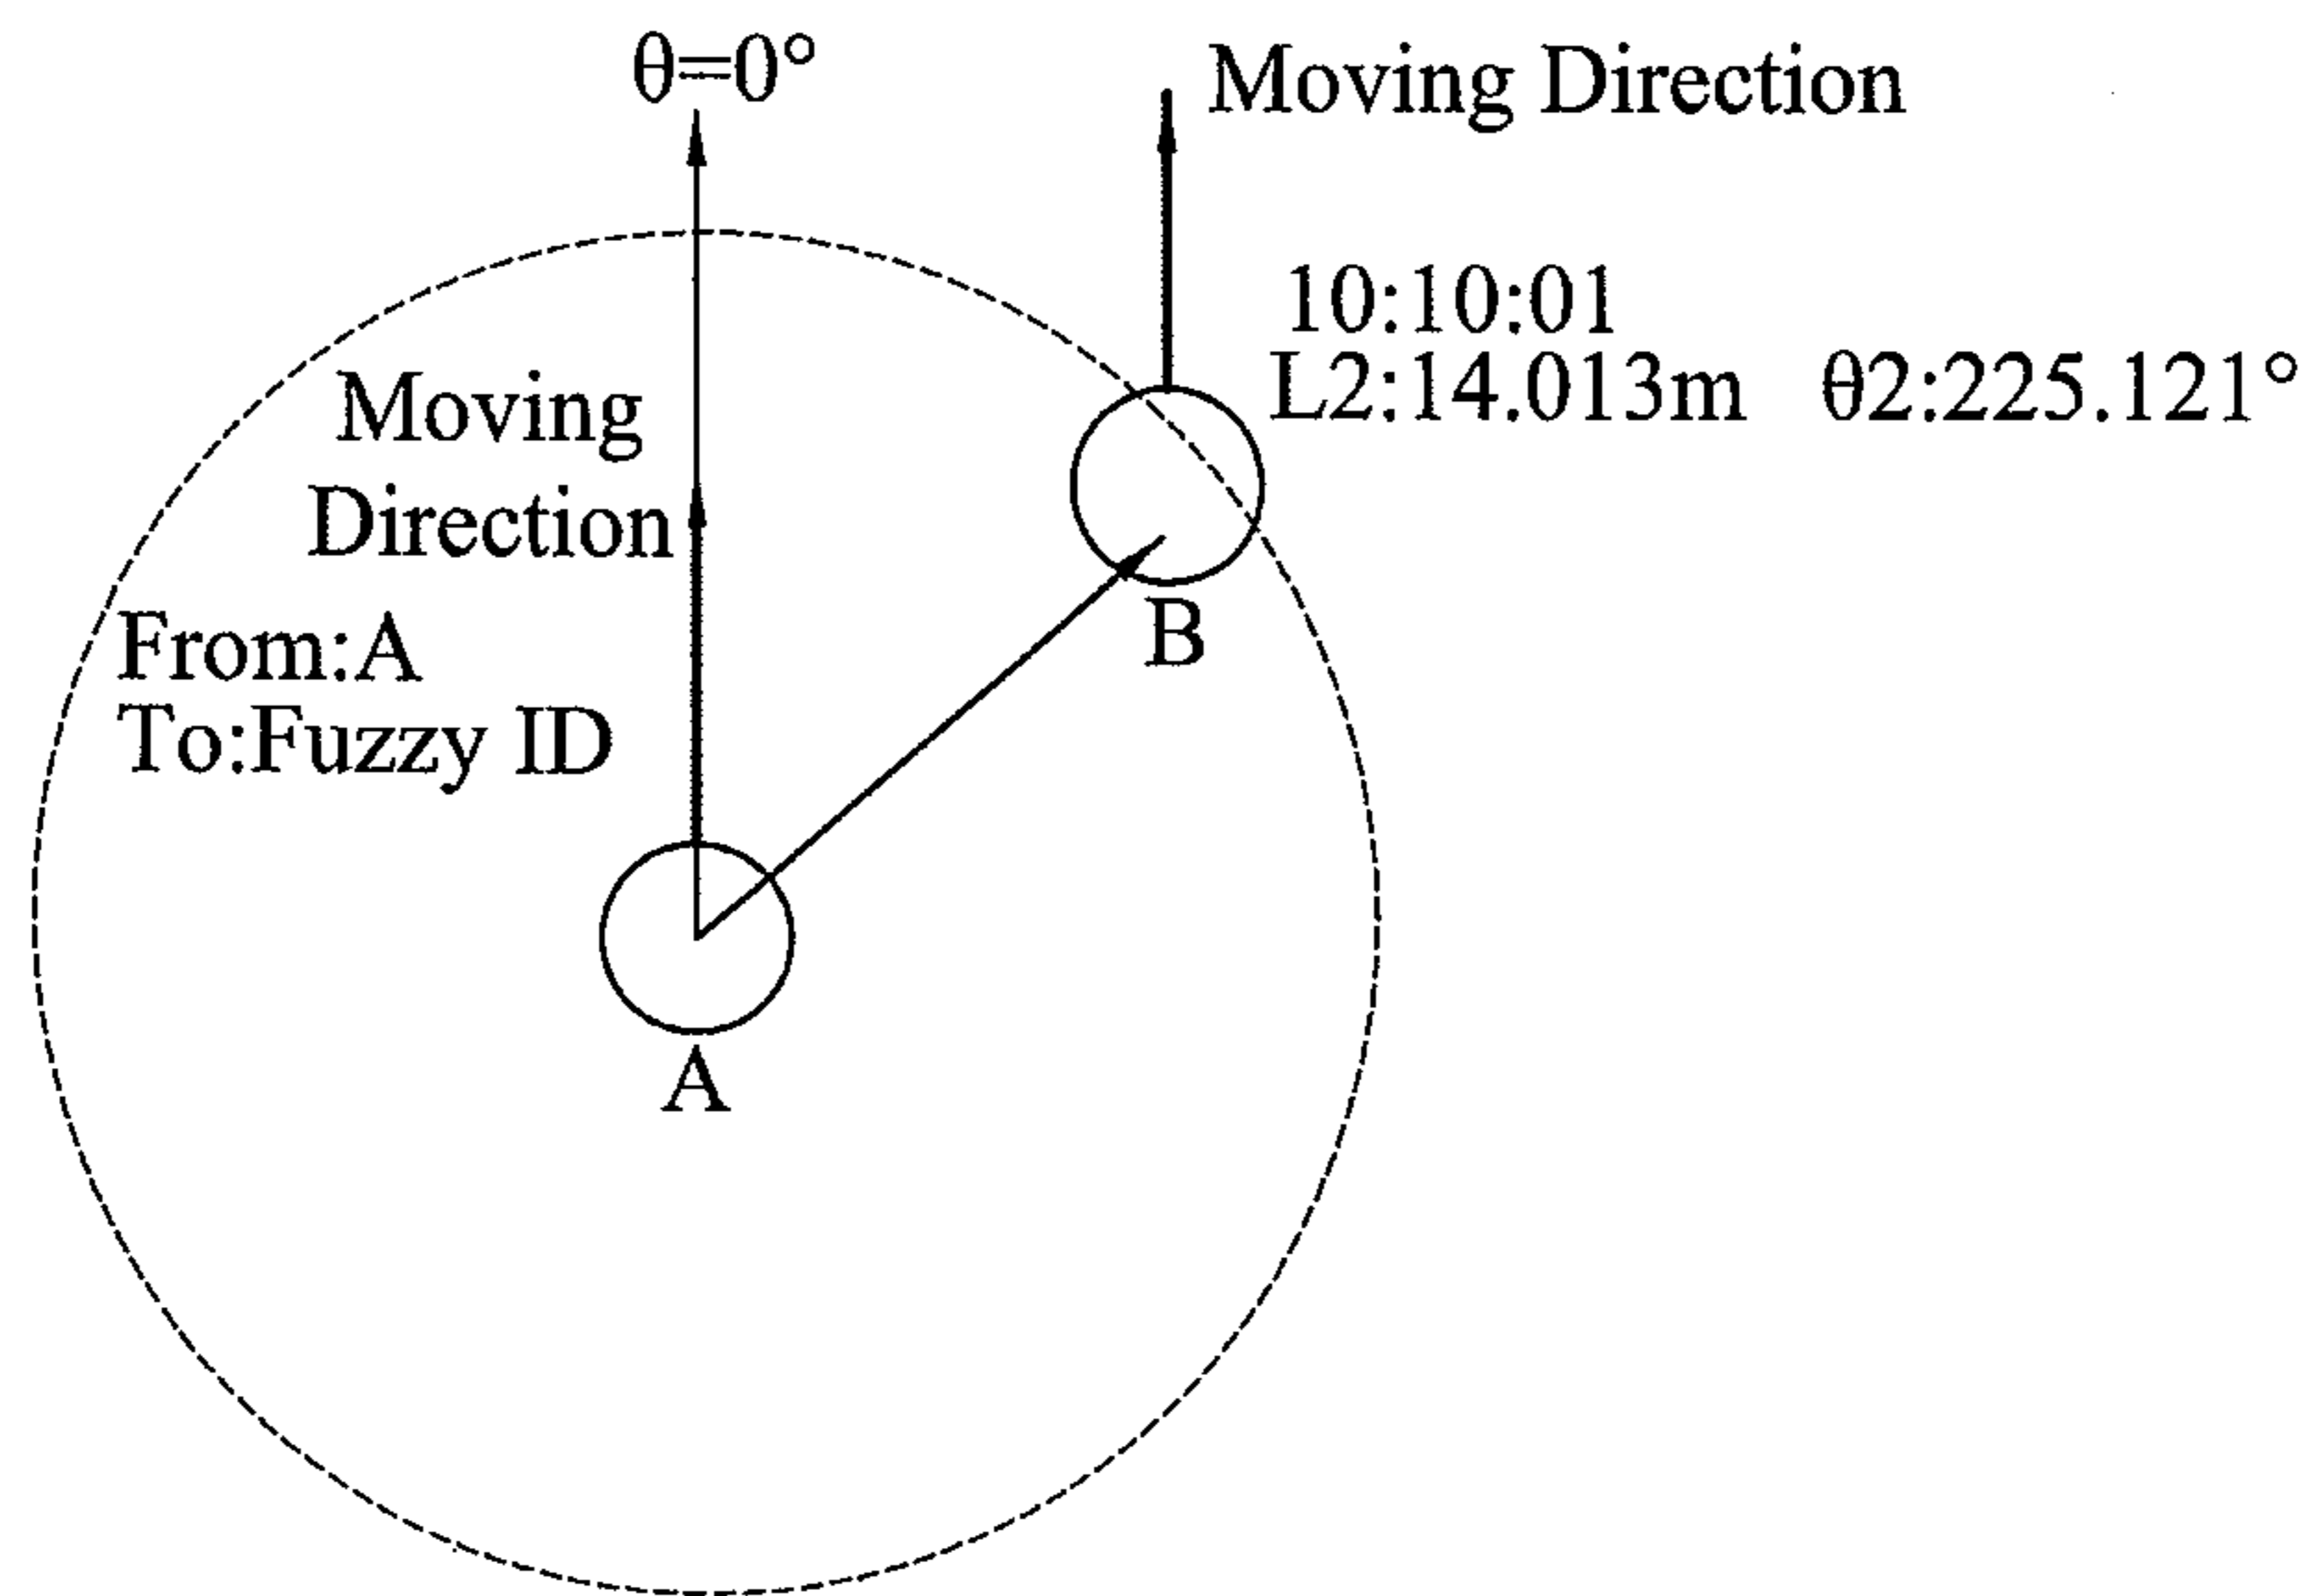 θ=0°
Moving Direction
10:10:01
L2:14.013m θ2:225.121°
Moving
Direction
From:A
To:Fuzzy ID
B
A